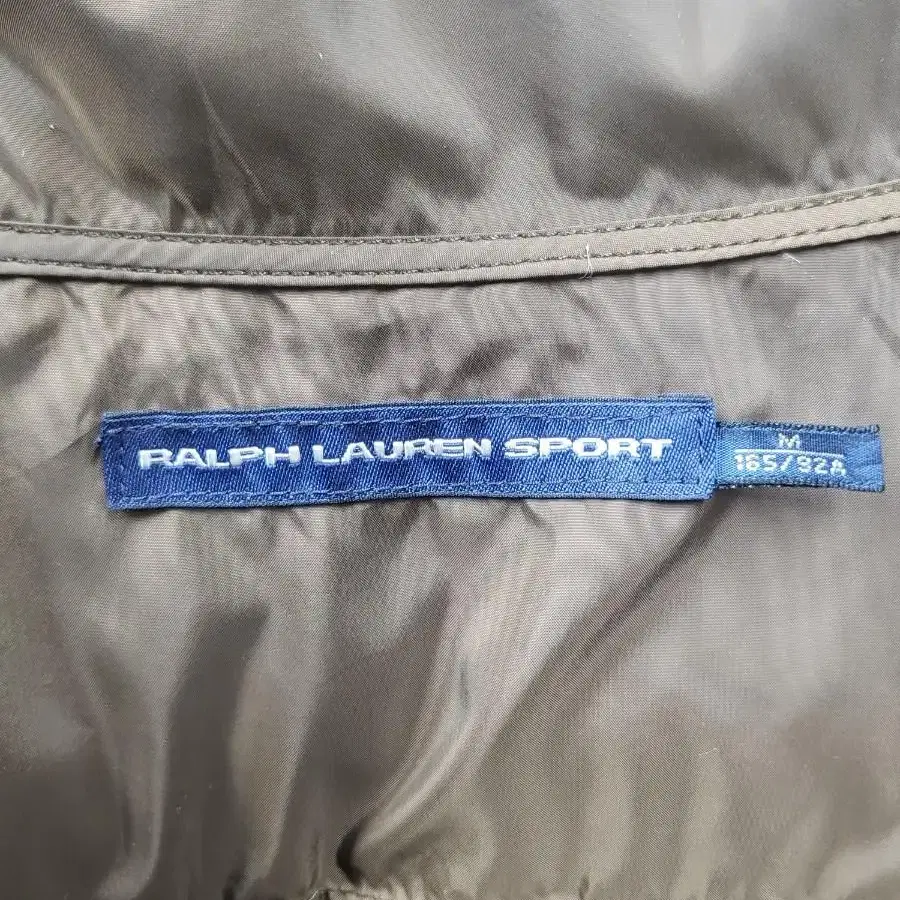 RALPH LAUREN SPORT
M
165/92A